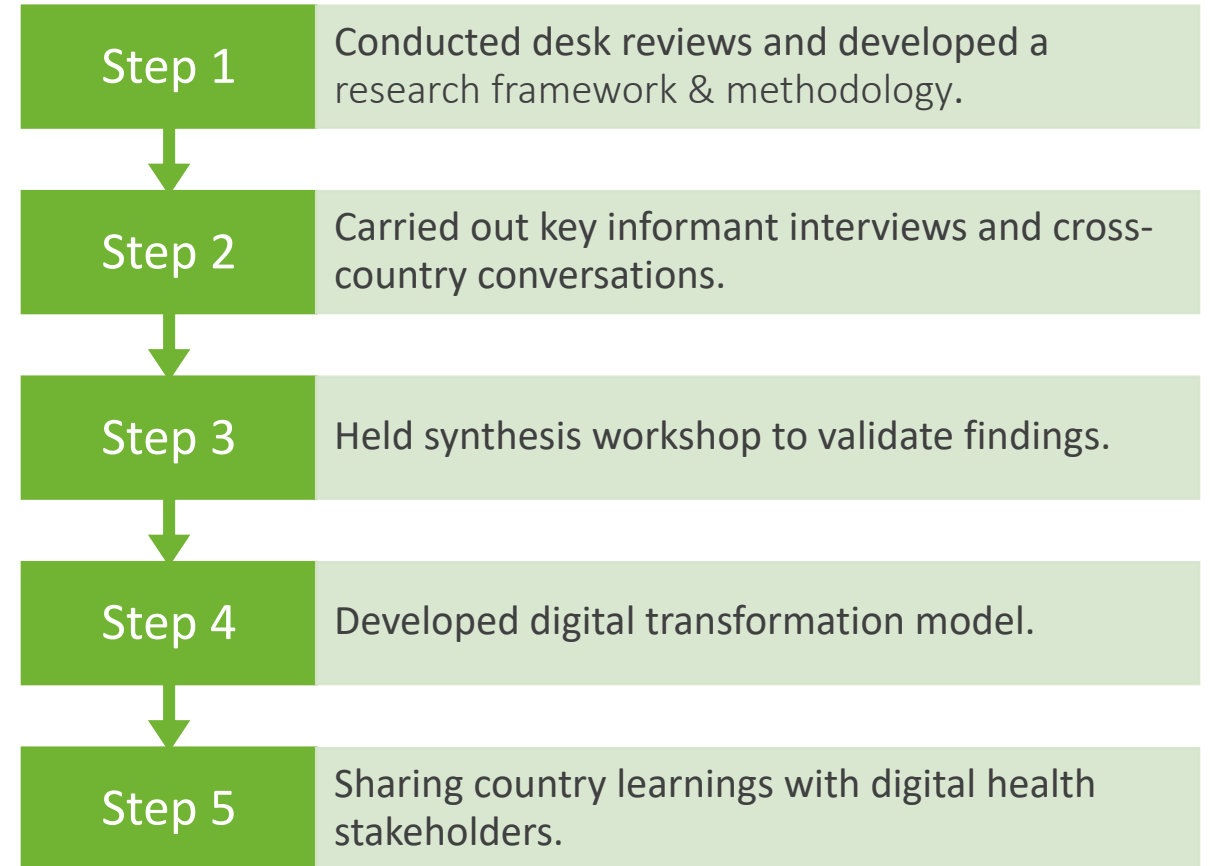 Step 1
Conducted desk reviews and developed a
research framework & methodology.
Step 2
Carried out key informant interviews and cross-
country conversations.
Step 3
Held synthesis workshop to validate findings.
Step 4
Developed digital transformation model.
Step 5
Sharing country learnings with digital health
stakeholders.